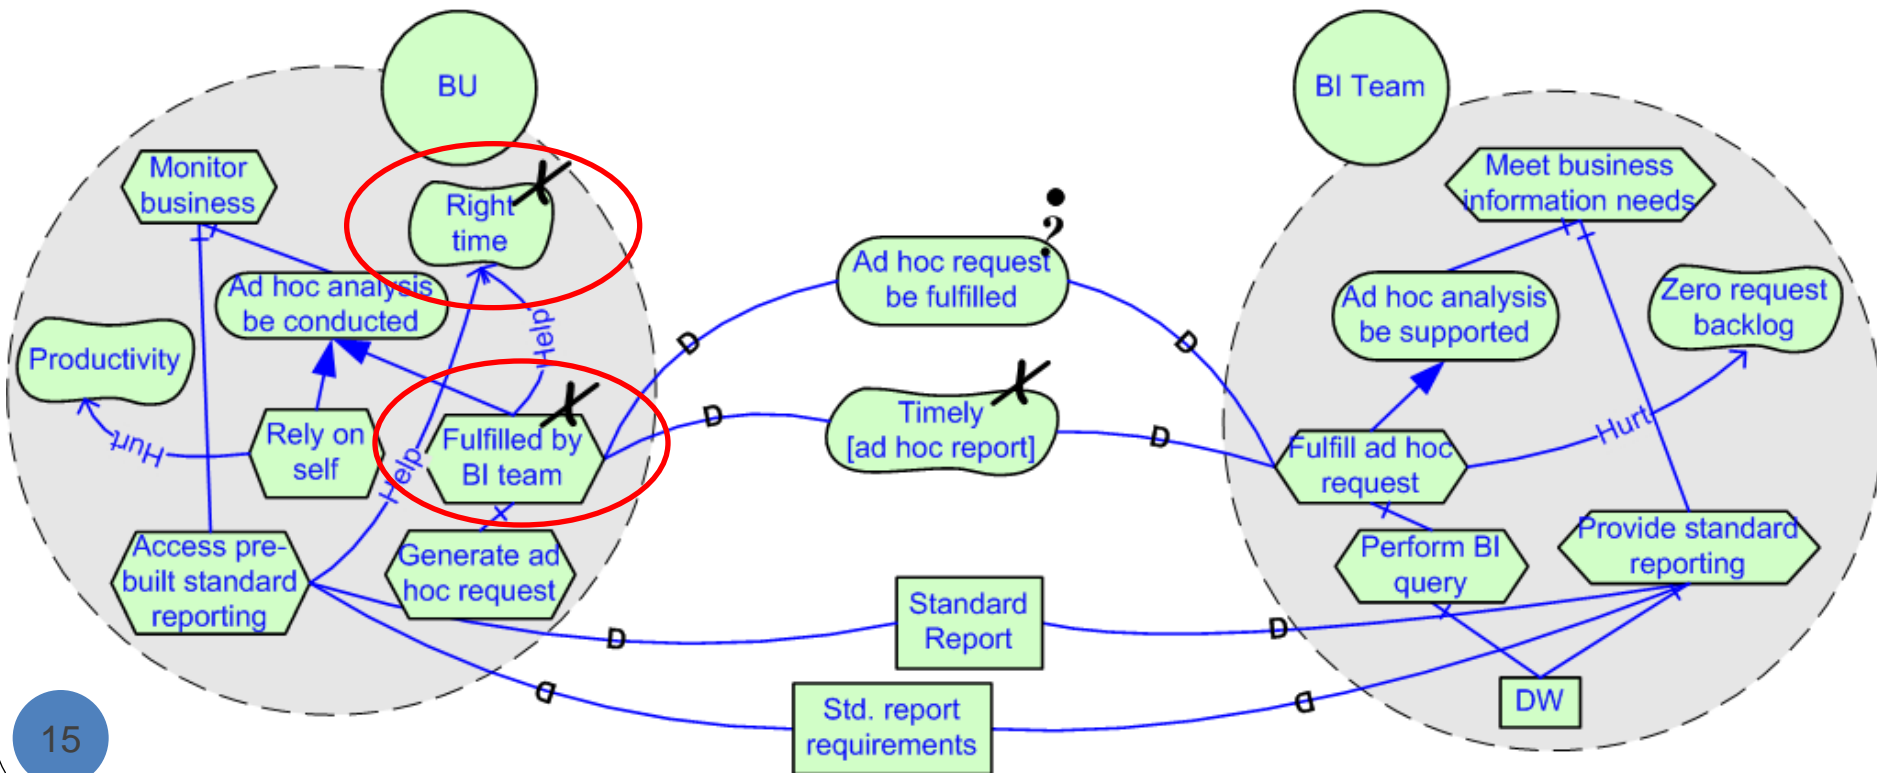 BU
BI Team
Monitor
business
Right
time
Meet business
information needs
?
Ad hoc request
be fulfilled
Ad hoc analysis
be conducted
Ad hoc analysis
be supported
Zero request
backlog
Productivity
Help
D
D
Timely
[ad hoc report]
D
D
Hurt
Rely on
self
Hurt
Help
Fulfilled by
BI team
Fulfill ad hoc
request
Access pre-
built standard
reporting
Generate ad
hoc request
Perform BI
query
Provide standard
reporting
Standard
Report
D
D
Std. report
requirements
D
D
DW
15